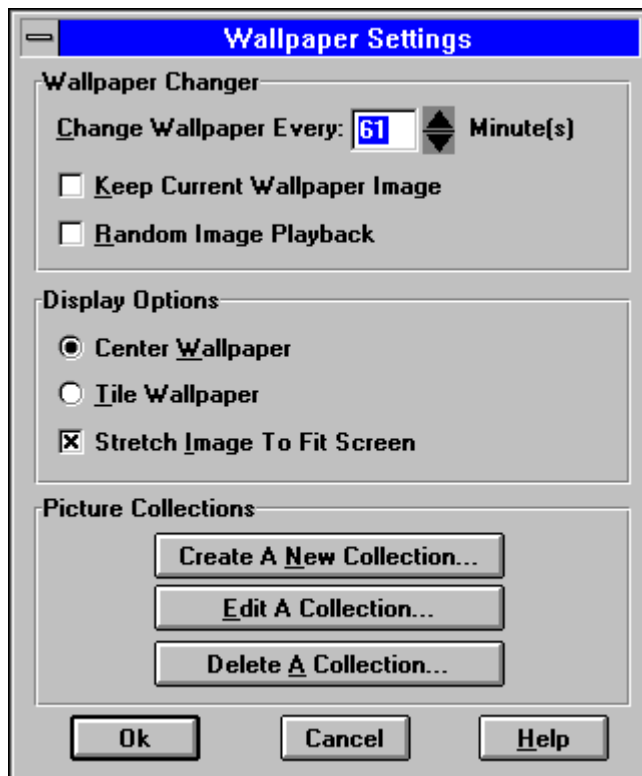 Wallpaper Settings
Wallpaper Changer
Change Wallpaper Every: 61 Minute(s)
Keep Current Wallpaper Image
Random Image Playback
Display Options
Center Wallpaper
Tile Wallpaper
Stretch Image To Fit Screen
Picture Collections
Create A New Collection...
Edit A Collection...
Delete A Collection...
Ok Cancel Help